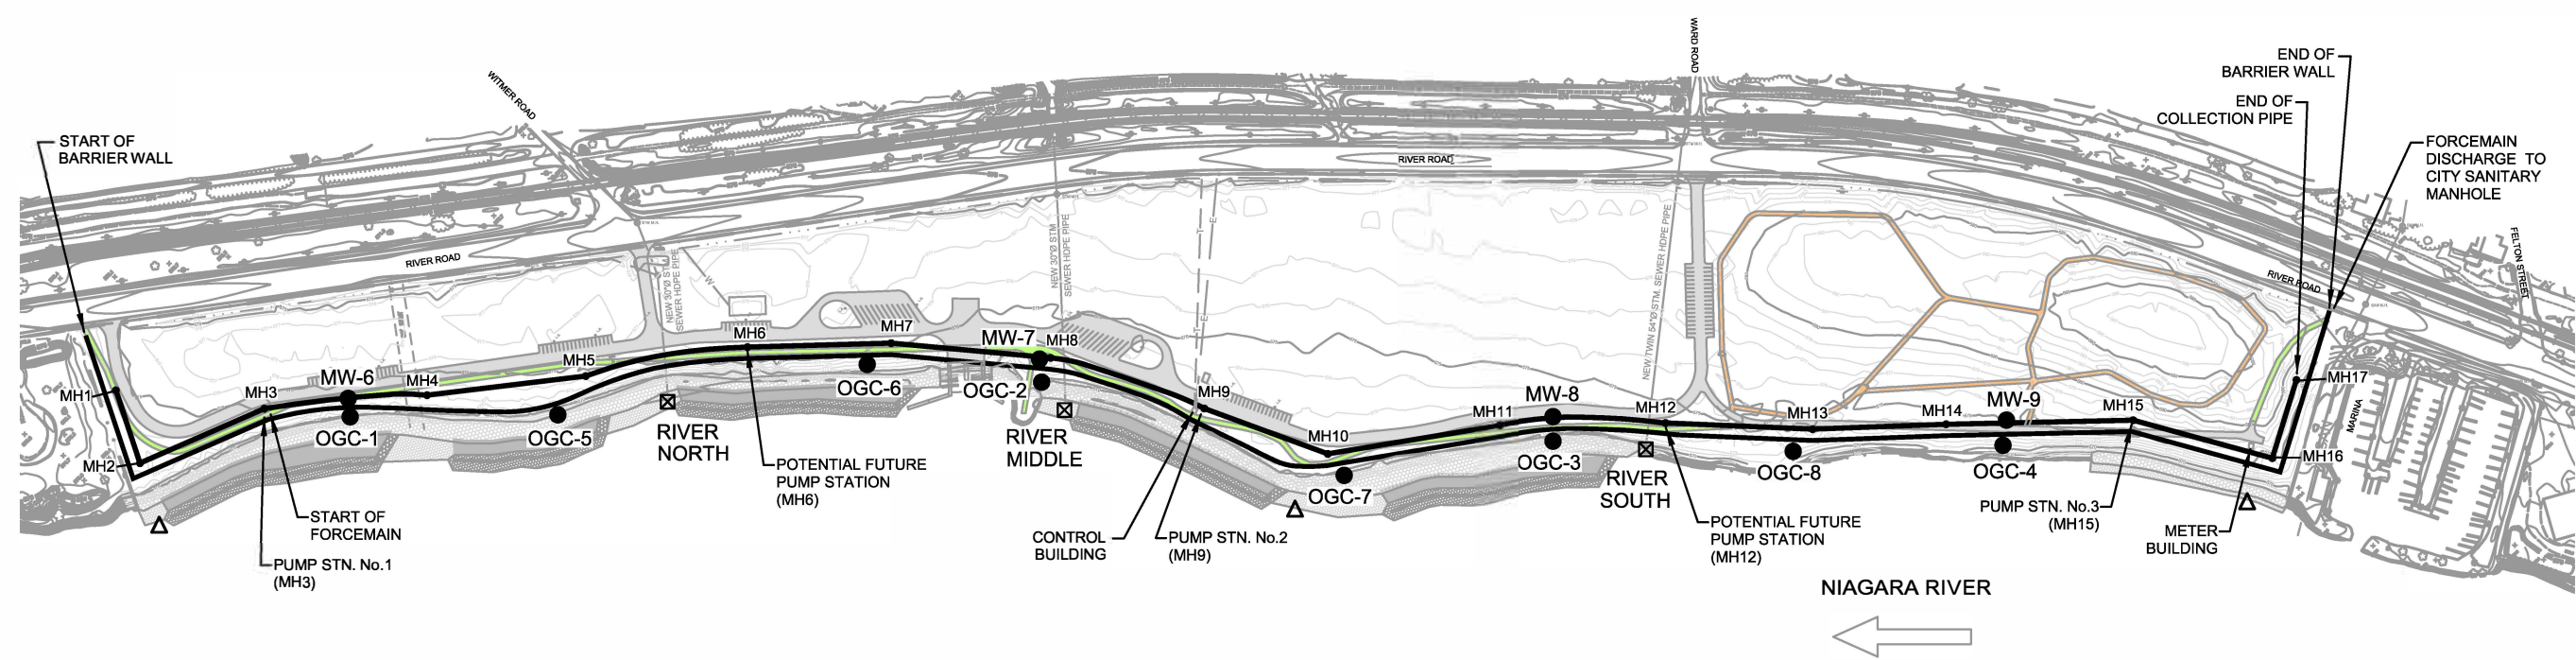 WITMER ROAD
WARD ROAD
END OF
BARRIER WALL
END OF
COLLECTION PIPE
START OF
BARRIER WALL
FORCEMAIN
DISCHARGE TO
CITY SANITARY
MANHOLE
RIVER ROAD
RIVER ROAD
RIVER ROAD
FELTON STREET
NEW 30"Ø STM
SEWER HDPE PIPE
NEW 30"Ø STM
SEWER HDPE PIPE
NEW TWIN 54"Ø STM. SEWER HDPE PIPE
W
T
E
T
E
MH1
MH2
MH3
MW-6
MH4
MH5
MH6
MH7
MW-7
MH8
MH9
MH10
MH11
MW-8
MH12
MH13
MH14
MW-9
MH15
MH16
MH17
MARINA
OGC-1
OGC-5
OGC-6
OGC-2
OGC-7
OGC-3
OGC-8
OGC-4
RIVER
NORTH
RIVER
MIDDLE
RIVER
SOUTH
POTENTIAL FUTURE
PUMP STATION
(MH6)
START OF
FORCEMAIN
PUMP STN. No.1
(MH3)
CONTROL
BUILDING
PUMP STN. No.2
(MH9)
POTENTIAL FUTURE
PUMP STATION
(MH12)
PUMP STN. No.3
(MH15)
METER
BUILDING
NIAGARA RIVER